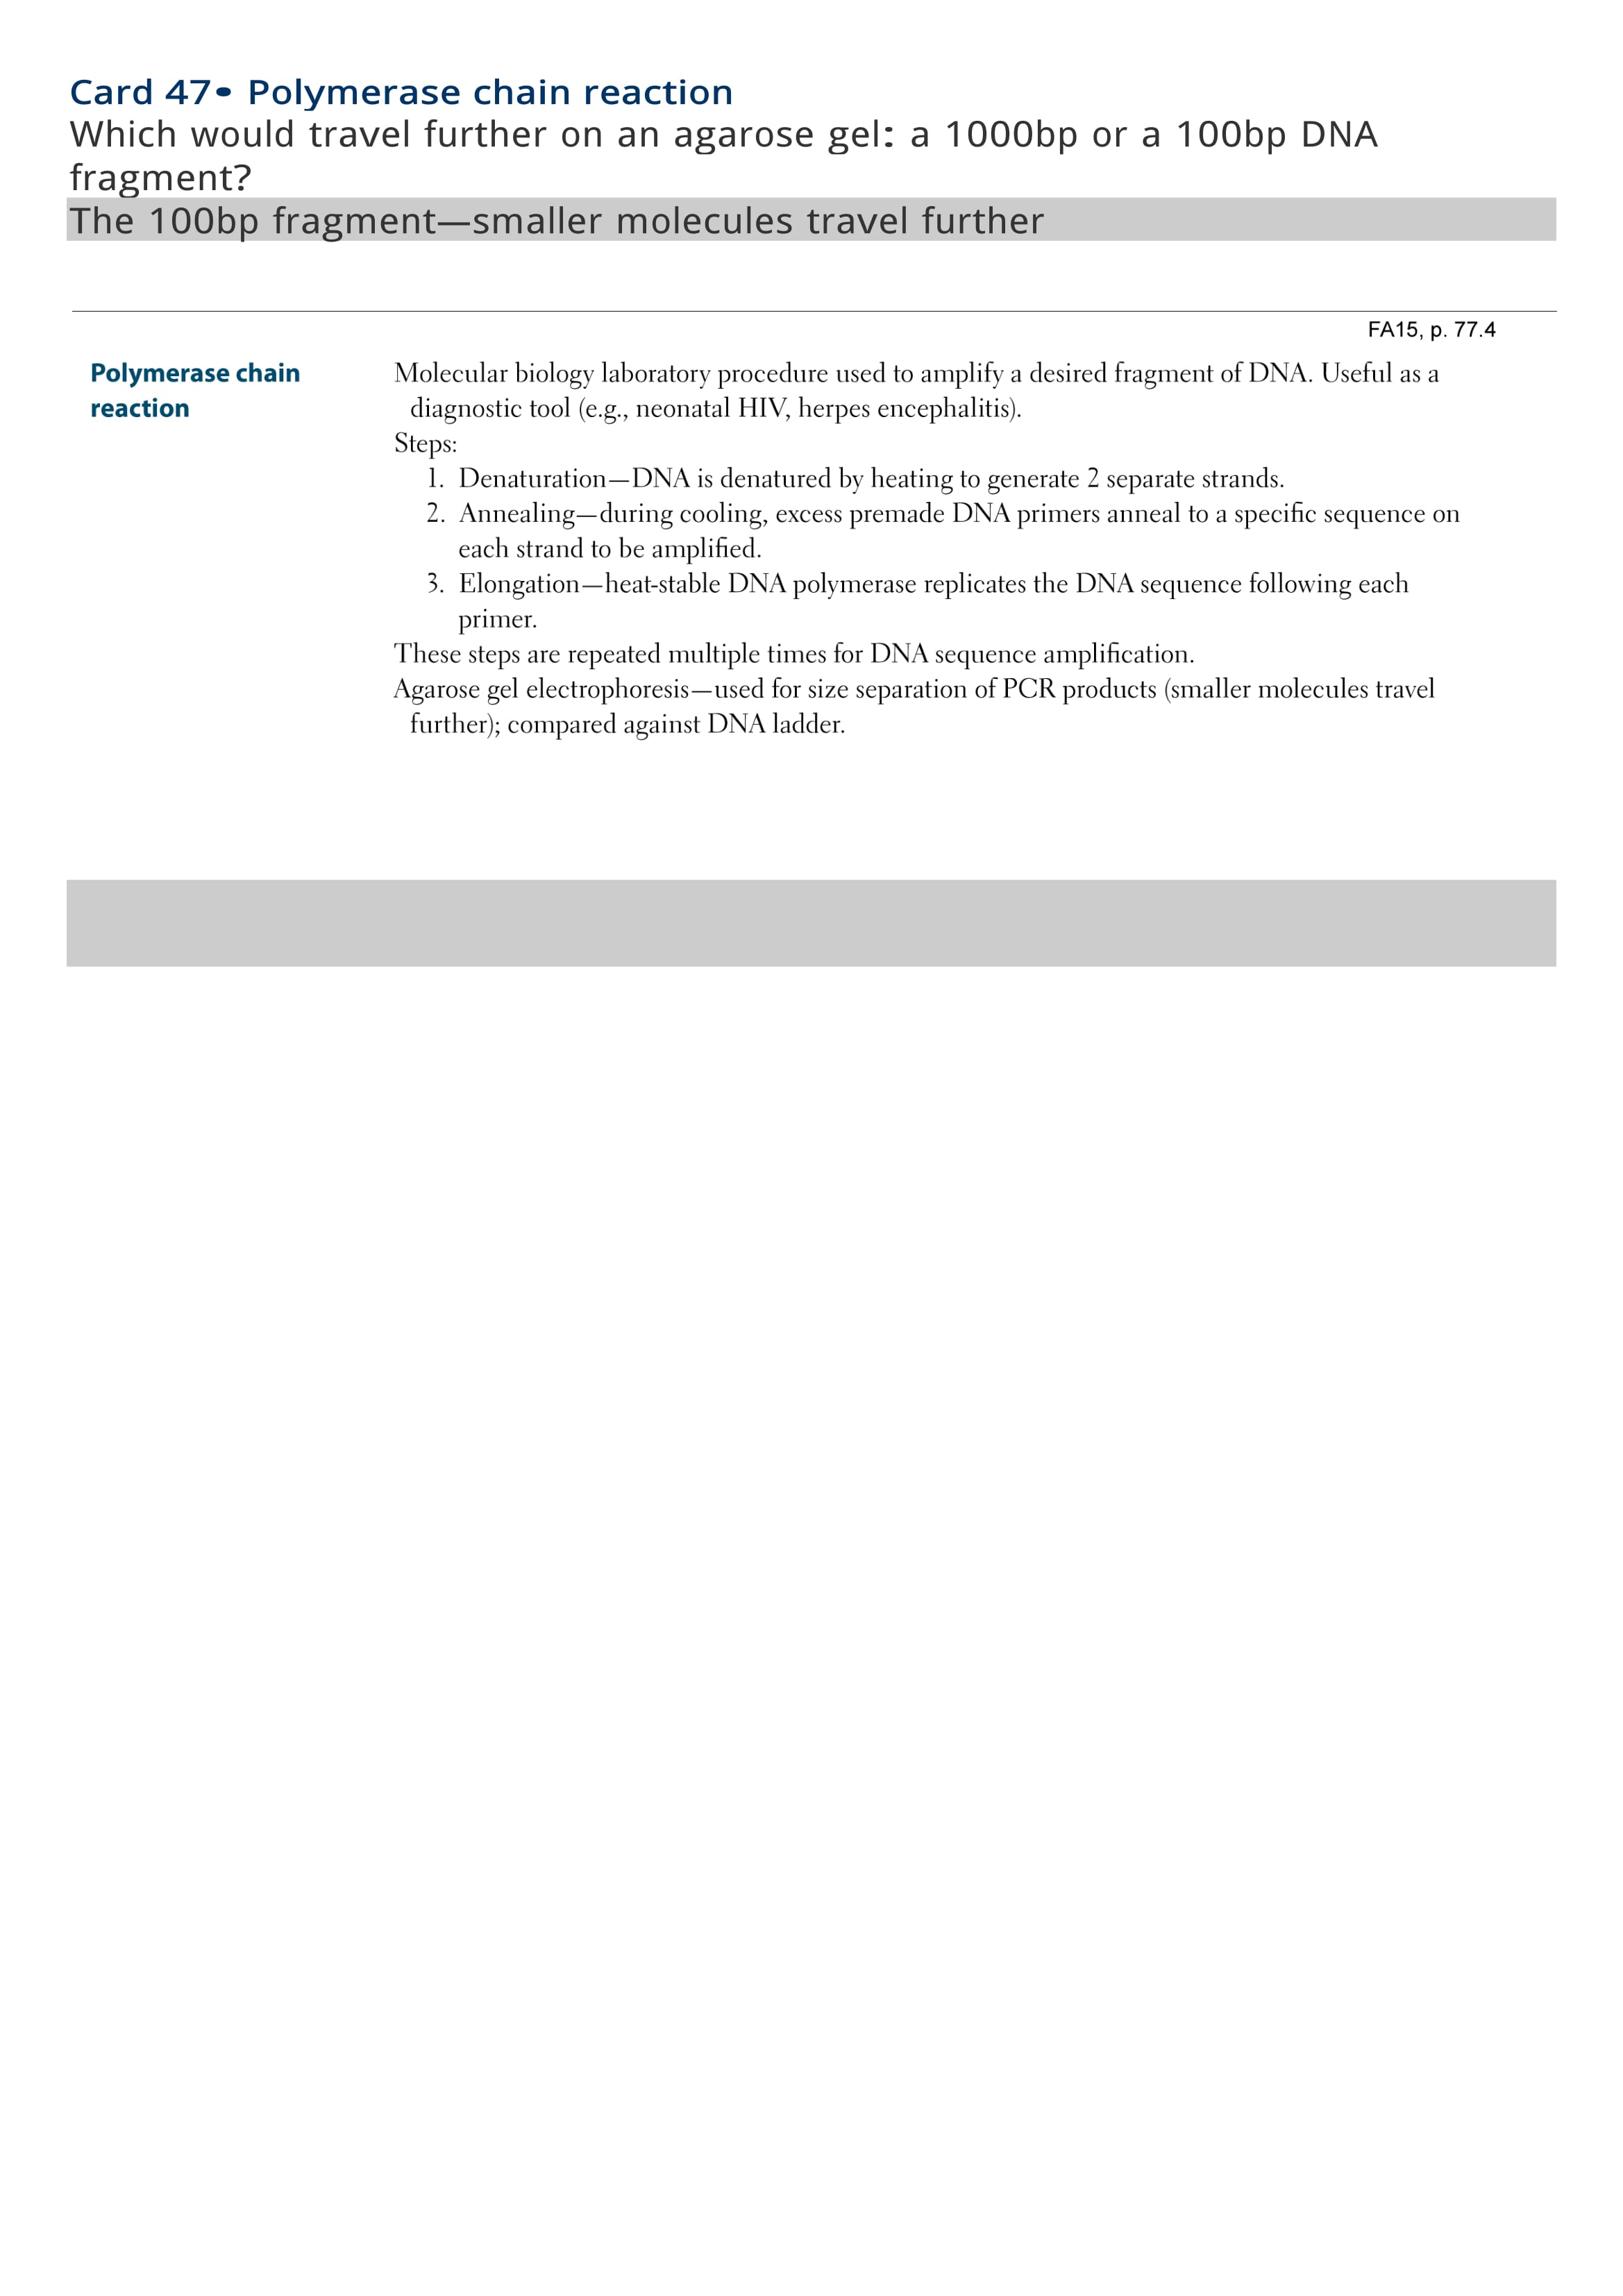 Card 47• Polymerase chain reaction
Which would travel further on an agarose gel: a 1000bp or a 100bp DNA
fragment?
The 100bp fragment—smaller molecules travel further
FA15, p. 77.4
Polymerase chain
reaction
Molecular biology laboratory procedure used to amplify a desired fragment of DNA. Useful as a
diagnostic tool (e.g., neonatal HIV, herpes encephalitis).
Steps:
1. Denaturation—DNA is denatured by heating to generate 2 separate strands.
2. Annealing—during cooling, excess premade DNA primers anneal to a specific sequence on
each strand to be amplified.
3. Elongation—heat-stable DNA polymerase replicates the DNA sequence following each
primer.
These steps are repeated multiple times for DNA sequence amplification.
Agarose gel electrophoresis—used for size separation of PCR products (smaller molecules travel
further); compared against DNA ladder.